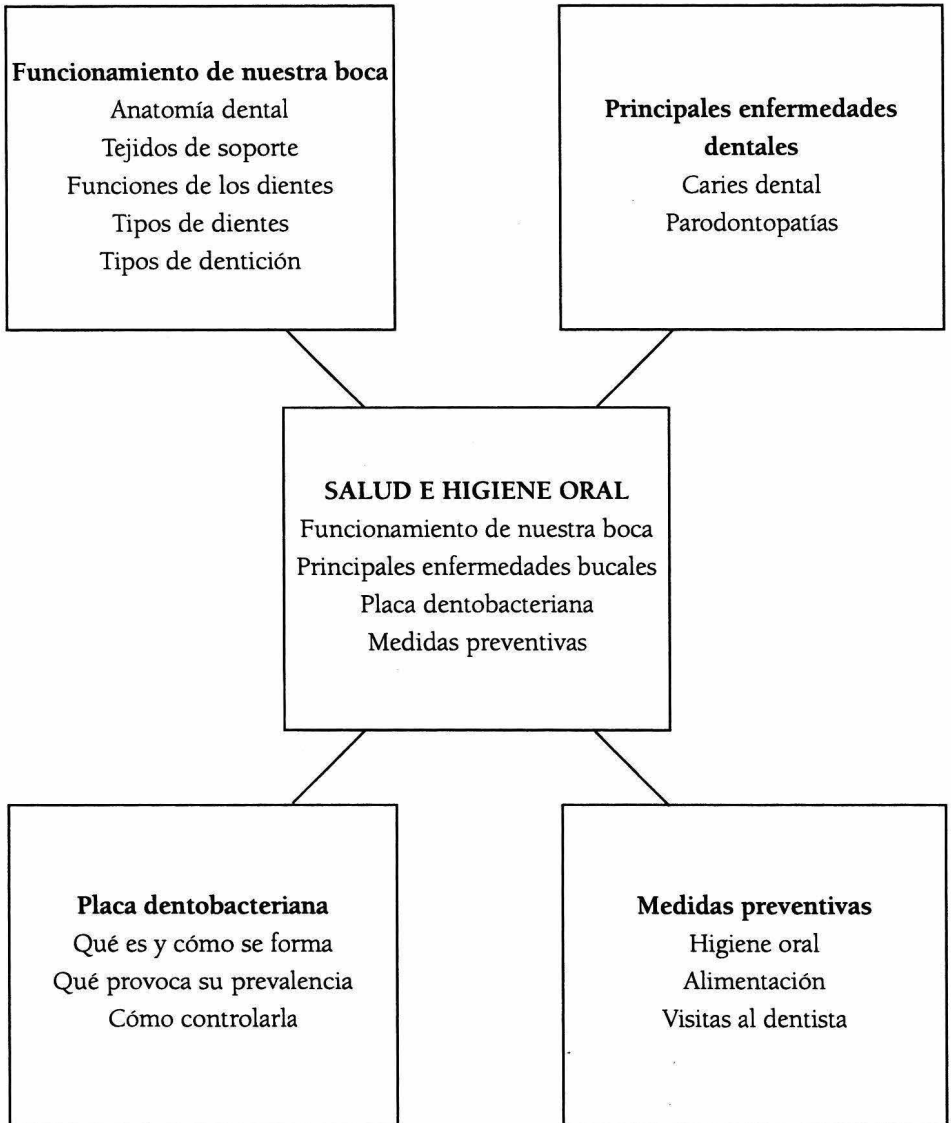 Funcionamiento de nuestra boca
Anatomía dental
Tejidos de soporte
Funciones de los dientes
Tipos de dientes
Tipos de dentición
Principales enfermedades
dentales
Caries dental
Parodontopatías
SALUD E HIGIENE ORAL
Funcionamiento de nuestra boca
Principales enfermedades bucales
Placa dentobacteriana
Medidas preventivas
Placa dentobacteriana
Qué es y cómo se forma
Qué provoca su prevalencia
Cómo controlarla
Medidas preventivas
Higiene oral
Alimentación
Visitas al dentista